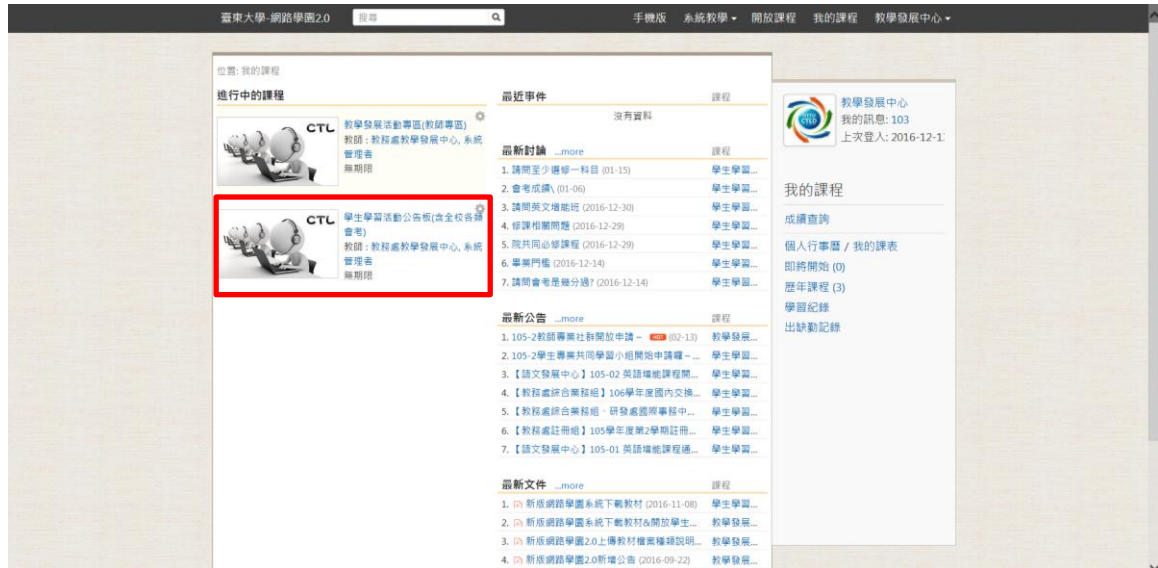 臺東大學-網路學園2.0 搜尋 手機版 系統教學 開放課程 我的課程 教學發展中心
位置: 我的課程
進行中的課程
CTL
教學發展活動專區(教師專區)
教師 : 教務處教學發展中心, 系統
管理者
無期限
CTL
學生學習活動公告板(含全校各類
會考)
教師 : 教務處教學發展中心, 系統
管理者
無期限
最近事件 課程
沒有資料
最新討論 ...more 課程
1. 請問至少選修一科目 (01-15) 學生學習...
2. 會考成績\ (01-06) 學生學習...
3. 請問英文增能班 (2016-12-30) 學生學習...
4. 修課相關問題 (2016-12-29) 學生學習...
5. 院共同必修課程 (2016-12-29) 學生學習...
6. 畢業門檻 (2016-12-14) 學生學習...
7. 請問會考是幾分過? (2016-12-14) 學生學習...
最新公告 ...more 課程
1. 105-2教師專業社群開放申請~ HOT (02-13) 教學發展...
2. 105-2學生專業共同學習小組開始申請囉~... 學生學習...
3. 【語文發展中心】105-02 英語增能課程開... 學生學習...
4. 【教務處綜合業務組】106學年度國內交換... 學生學習...
5. 【教務處綜合業務組、研發處國際事務中... 學生學習...
6. 【教務處註冊組】105學年度第2學期註冊... 學生學習...
7. 【語文發展中心】105-01 英語增能課程通... 學生學習...
最新文件 ...more 課程
1. 新版網路學園系統下載教材 (2016-11-08) 學生學習...
2. 新版網路學園系統下載教材&開放學生... 教學發展...
3. 新版網路學園2.0上傳教材檔案種類說明... 教學發展...
4. 新版網路學園2.0新增公告 (2016-09-22) 教學發展...
教學發展中心
我的訊息: 103
上次登入: 2016-12-1
我的課程
成績查詢
個人行事曆 / 我的課表
即將開始 (0)
歷年課程 (3)
學習紀錄
出缺勤記錄